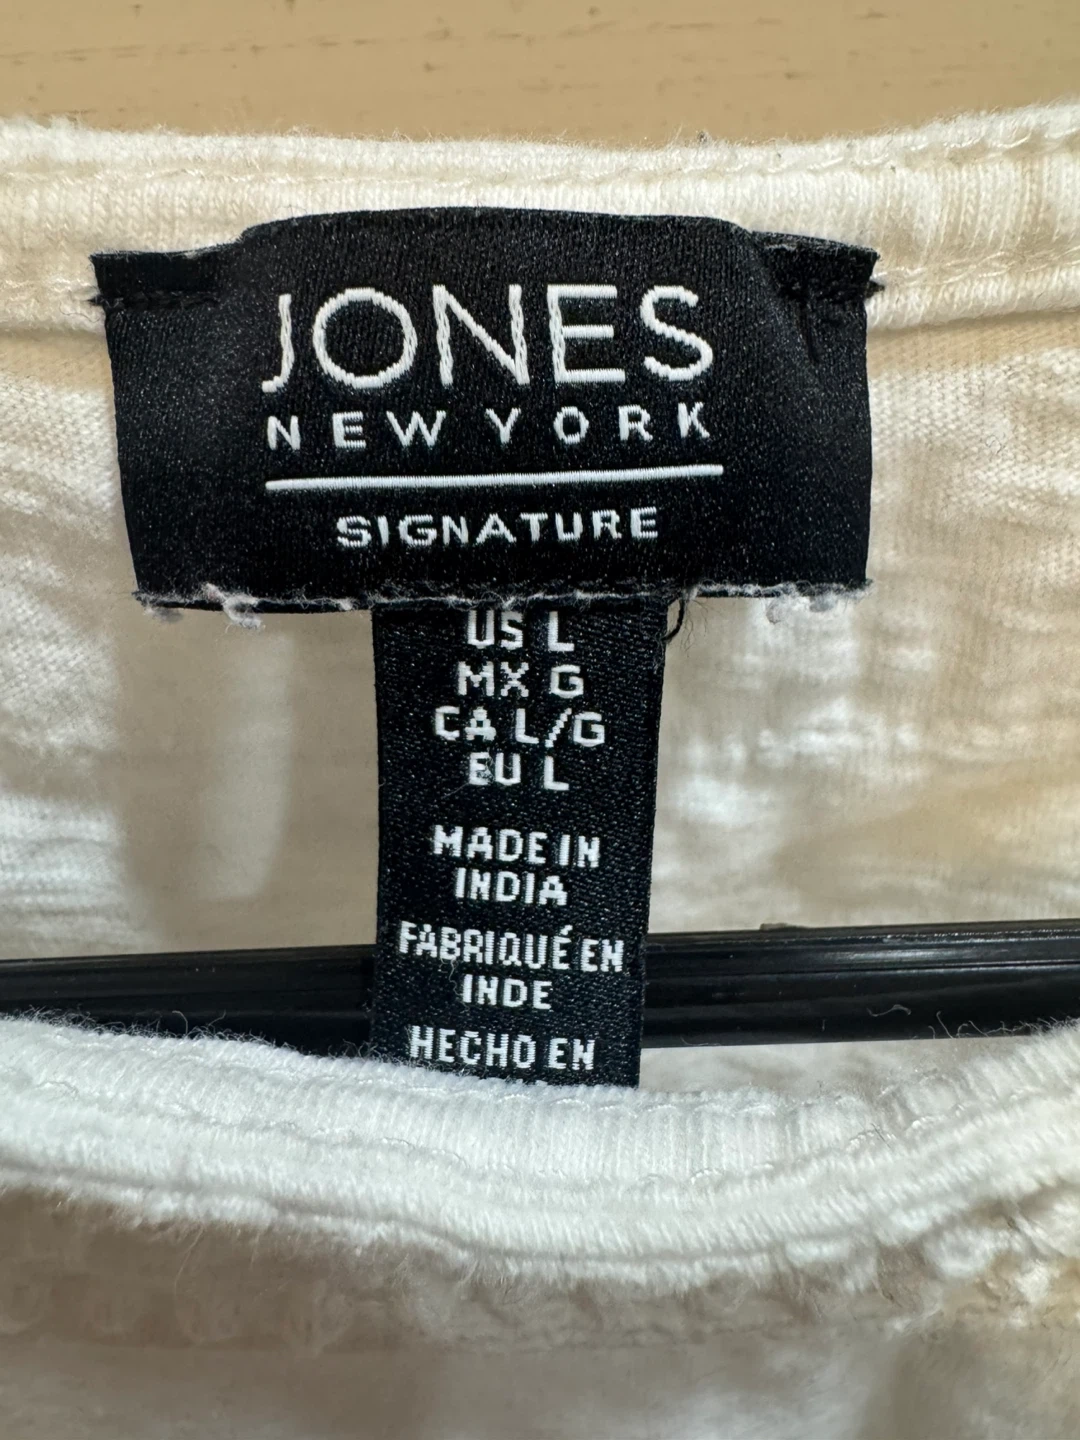 JONES
NEW YORK
SIGNATURE
US L
MX G
CA L/G
EU L
MADE IN
INDIA
FABRIQUÉ EN
INDE
HECHO EN